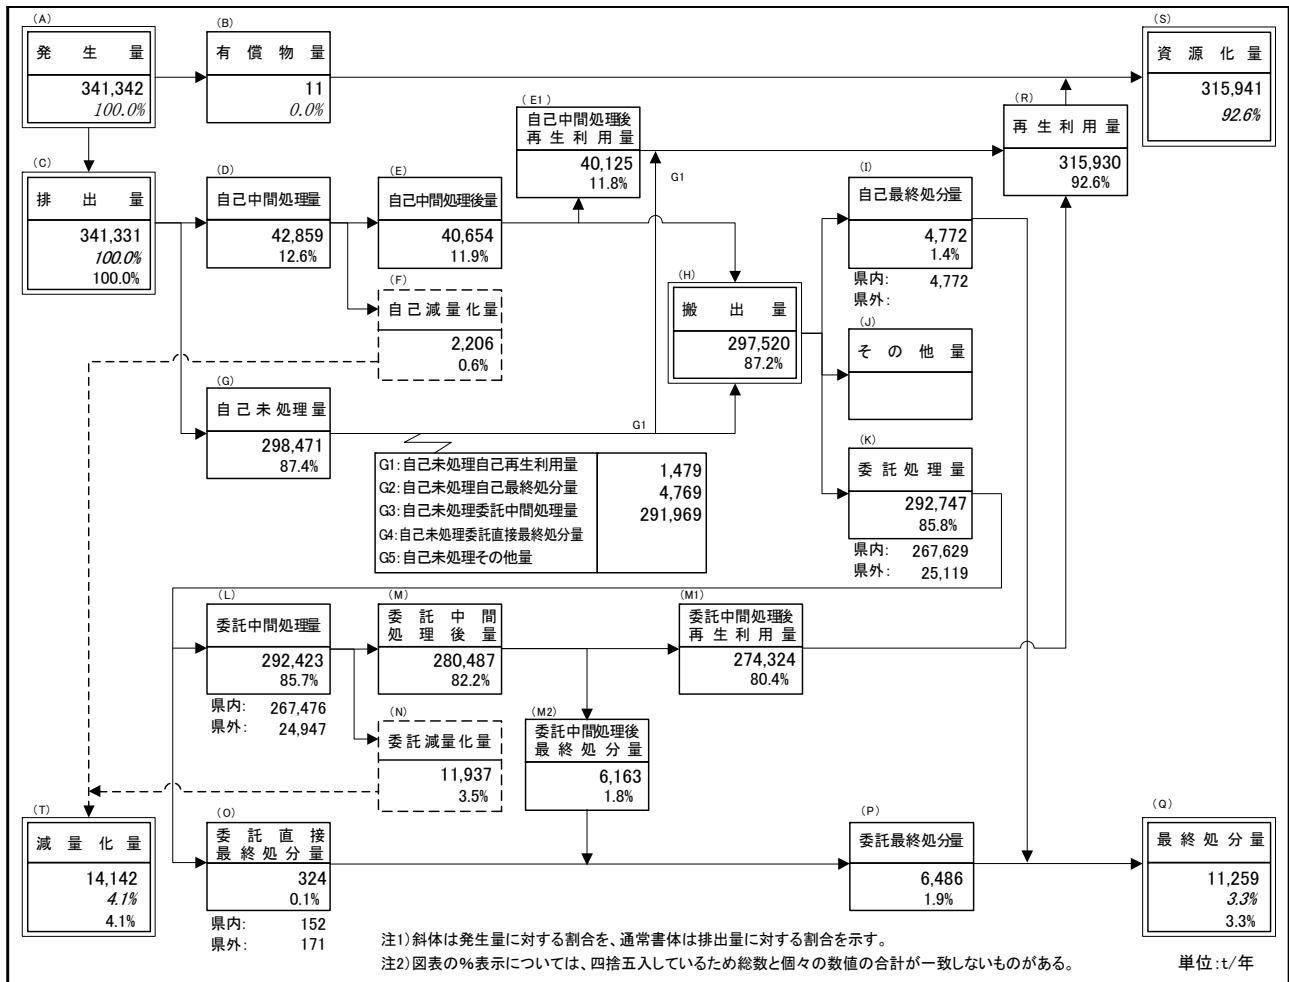 (A)
発生量
341,342
100.0%
(B)
有償物量
11
0.0%
(S)
資源化量
315,941
92.6%
(E1)
自己中間処理後
再生利用量
40,125
11.8%
(R)
再生利用量
315,930
92.6%
(C)
排出量
341,331
100.0%
100.0%
(D)
自己中間処理量
42,859
12.6%
(E)
自己中間処理後量
40,654
11.9%
G1
(I)
自己最終処分量
4,772
1.4%
県内: 4,772
県外:
(F)
自己減量化量
2,206
0.6%
(H)
搬出量
297,520
87.2%
(J)
その他量
(G)
自己未処理量
298,471
87.4%
G1
G1:自己未処理自己再生利用量 1,479
G2:自己未処理自己最終処分量 4,769
G3:自己未処理委託中間処理量 291,969
G4:自己未処理委託直接最終処分量
G5:自己未処理その他量
(K)
委託処理量
292,747
85.8%
県内: 267,629
県外: 25,119
(L)
委託中間処理量
292,423
85.7%
県内: 267,476
県外: 24,947
(M)
委託中間
処理後量
280,487
82.2%
(M1)
委託中間処理後
再生利用量
274,324
80.4%
(N)
委託減量化量
11,937
3.5%
(M2)
委託中間処理後
最終処分量
6,163
1.8%
(T)
減量化量
14,142
4.1%
4.1%
(O)
委託直接
最終処分量
324
0.1%
県内: 152
県外: 171
(P)
委託最終処分量
6,486
1.9%
(Q)
最終処分量
11,259
3.3%
3.3%
注1)斜体は発生量に対する割合を、通常書体は排出量に対する割合を示す。
注2)図表の%表示については、四捨五入しているため総数と個々の数値の合計が一致しないものがある。
単位:t/年